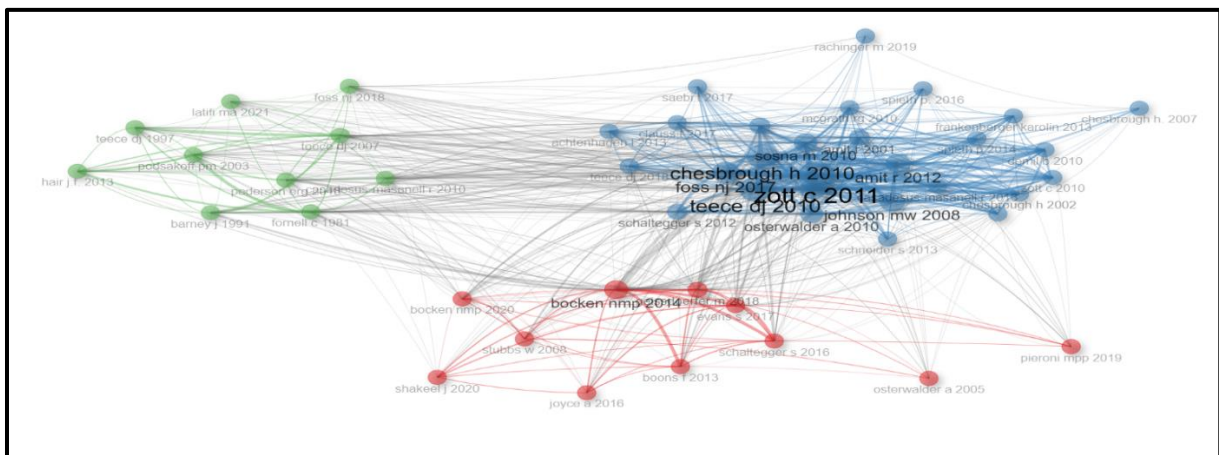 rachinger m 2019
foss nj 2018
saebi t 2017
spieth p. 2016
latifi ma 2021
mcgrath rg 2010
chesbrough h. 2007
teece dj 1997
clauss t 2017
frankenberger karolin 2013
achtenhagen l 2013
amit r 2001
teece dj 2007
podsakoff pm 2003
sosna m 2010
teece dj 2018
chesbrough h 2010
amit r 2012
hair j f. 2013
foss nj 2017
zott c 2010
zott c 2011
chesbrough h 2002
teece dj 2010
barney j 1991
fornell c 1981
schaltegger s 2012
johnson mw 2008
osterwalder a 2010
schneider s 2013
bocken nmp 2020
bocken nmp 2014
evans s 2017
stubbs w 2008
schaltegger s 2016
pieroni mpp 2019
shakeel j 2020
boons f 2013
osterwalder a 2005
joyce a 2016